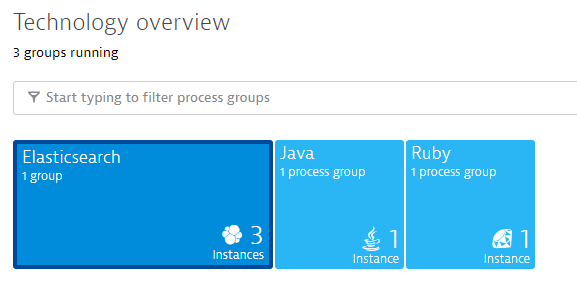 Technology overview
3 groups running
Start typing to filter process groups
Elasticsearch
1 group
3
Instances
Java
1 process group
1
Instance
Ruby
1 process group
1
Instance